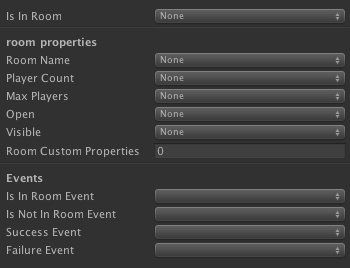 Is In Room None
room properties
Room Name None
Player Count None
Max Players None
Open None
Visible None
Room Custom Properties 0
Events
Is In Room Event
Is Not In Room Event
Success Event
Failure Event